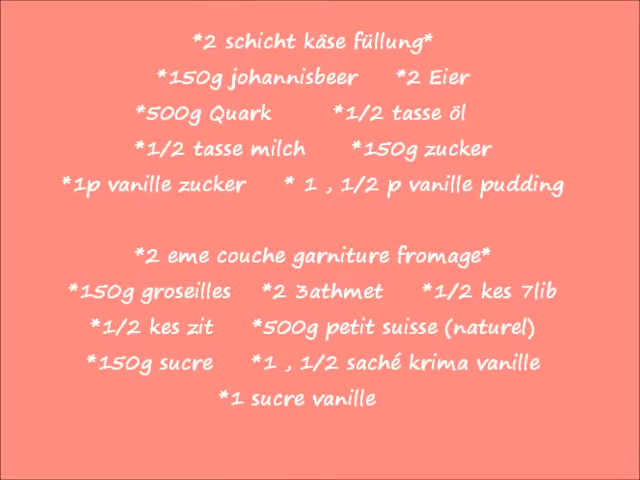 *2 schicht käse füllung*
*150g johannisbeer *2 Eier
*500g Quark *1/2 tasse öl
*1/2 tasse milch *150g zucker
*1p vanille zucker * 1 , 1/2 p vanille pudding
*2 eme couche garniture fromage*
*150g groseilles *2 3athmet *1/2 kes 7lib
*1/2 kes zit *500g petit suisse (naturel)
*150g sucre *1 , 1/2 saché krima vanille
*1 sucre vanille